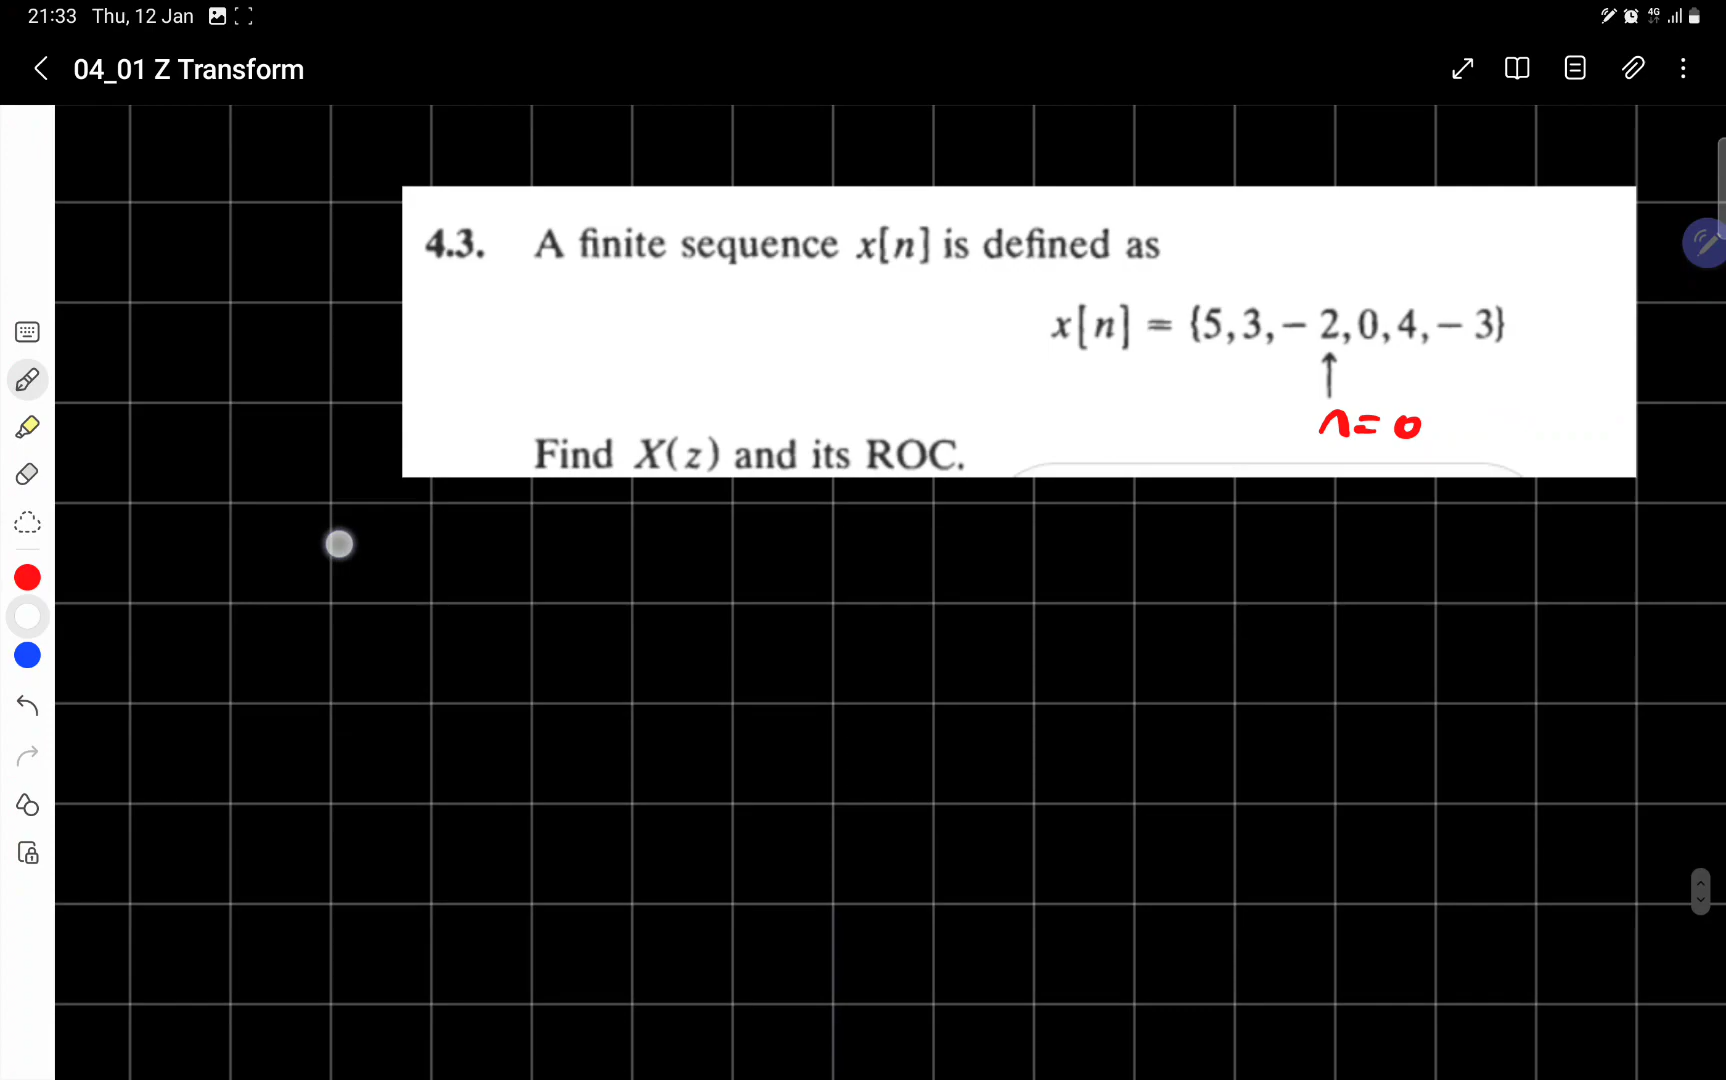 21:33 Thu, 12 Jan
4G
04_01 Z Transform
4.3. A finite sequence x[n] is defined as
x[n] = {5, 3, − 2, 0, 4, − 3}
↑
n = 0
Find X(z) and its ROC.